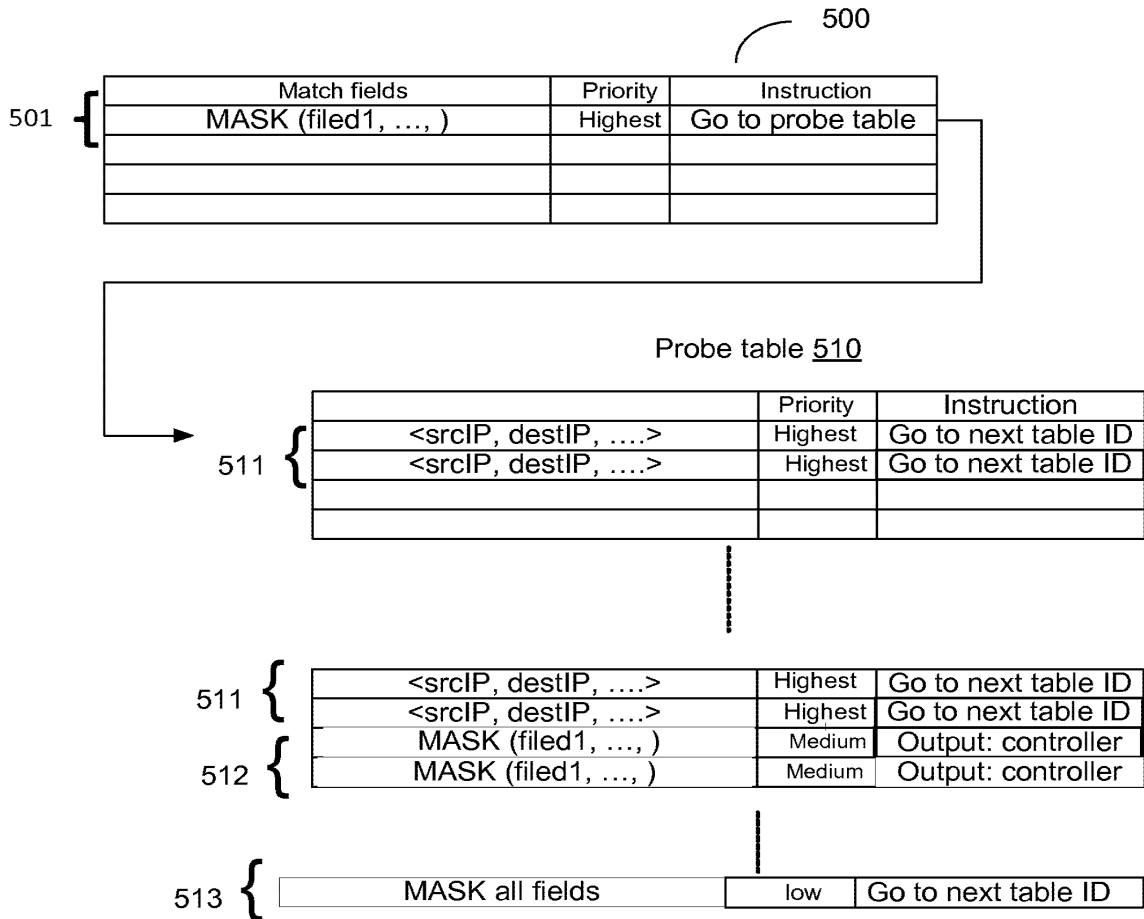 500
Match fields Priority Instruction
501 { MASK (filed1, …, ) Highest Go to probe table
Probe table 510
Priority Instruction
<srcIP, destIP, ….> Highest Go to next table ID
511 { <srcIP, destIP, ….> Highest Go to next table ID
511 { <srcIP, destIP, ….> Highest Go to next table ID
<srcIP, destIP, ….> Highest Go to next table ID
512 { MASK (filed1, …, ) Medium Output: controller
MASK (filed1, …, ) Medium Output: controller
513 { MASK all fields low Go to next table ID